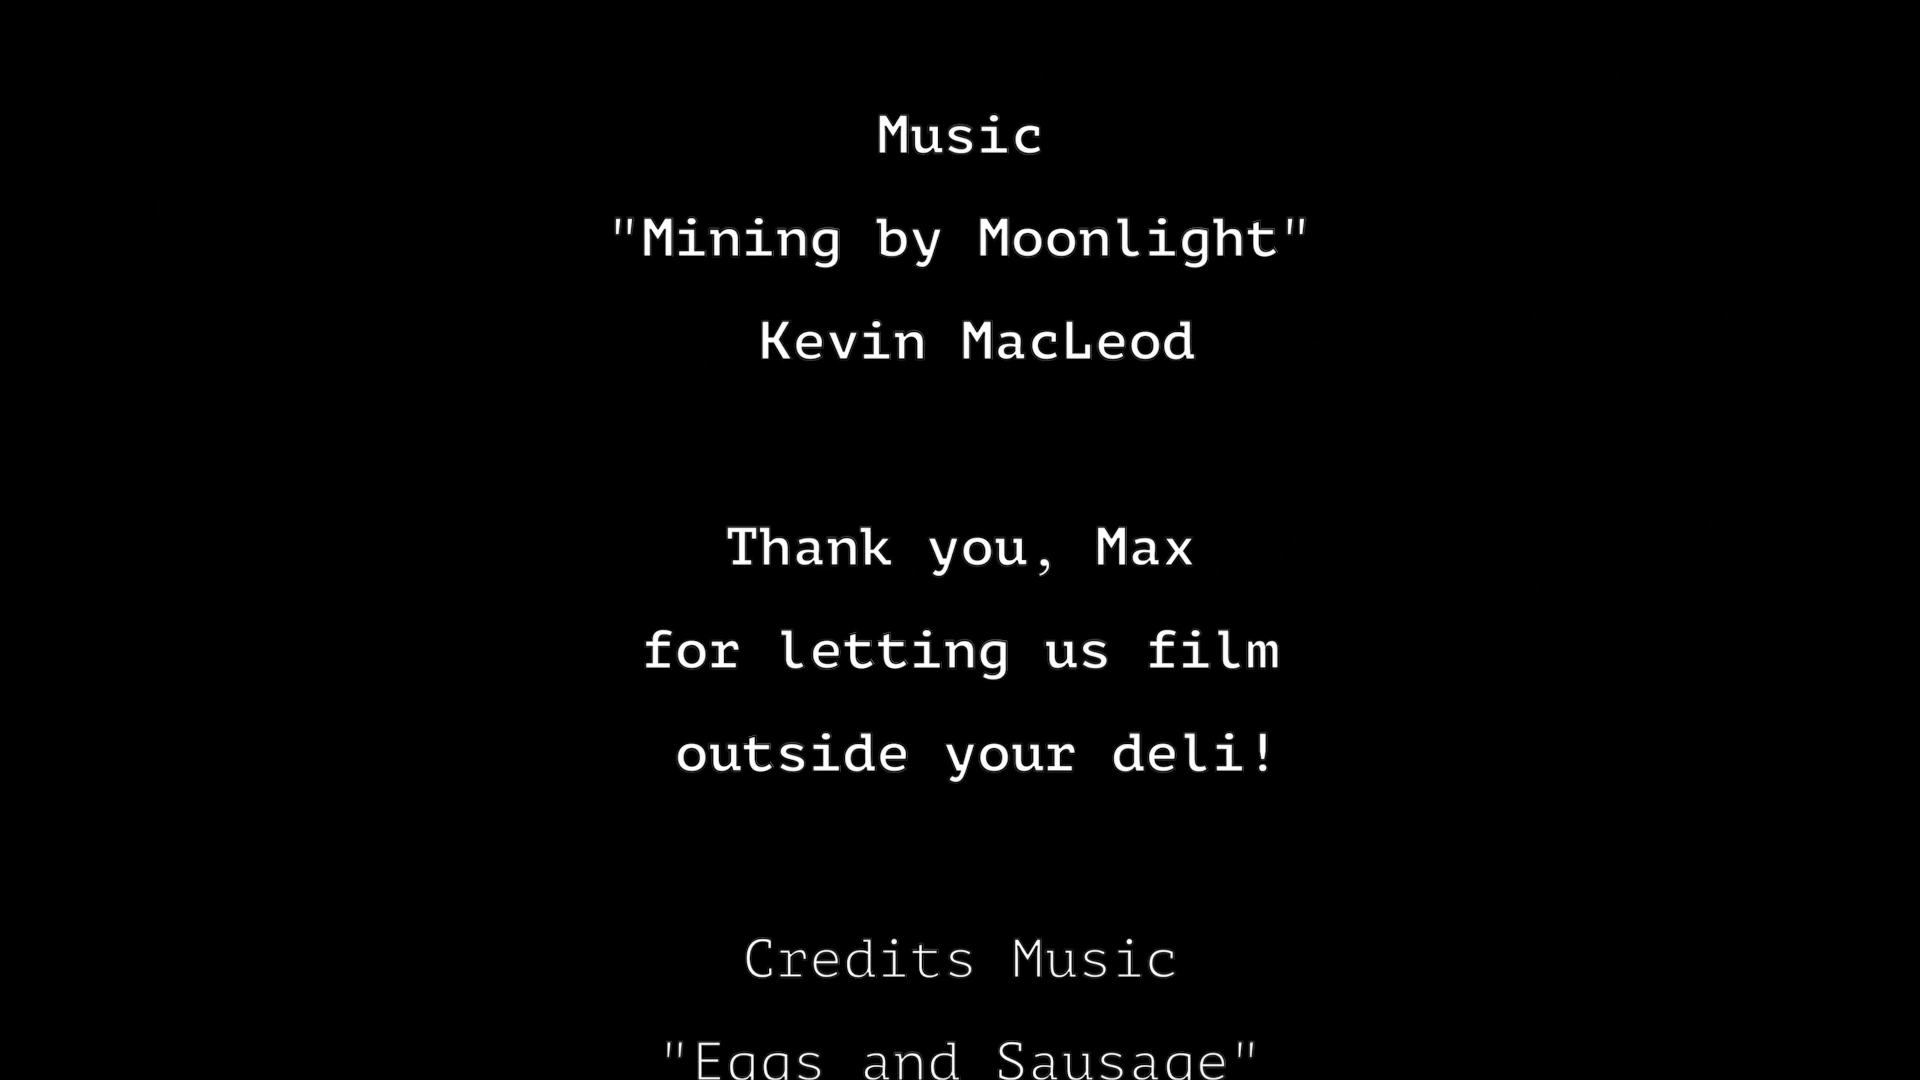 Music
"Mining by Moonlight"
Kevin MacLeod
Thank you, Max
for letting us film
outside your deli!
Credits Music
"Eggs and Sausage"